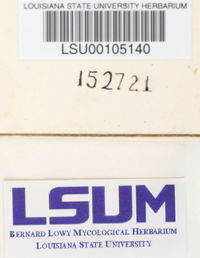 LOUISIANA STATE UNIVERSITY HERBARIUM
LSU00105140
152721
LSUM
BERNARD LOWY MYCOLOGICAL HERBARIUM
LOUISIANA STATE UNIVERSITY